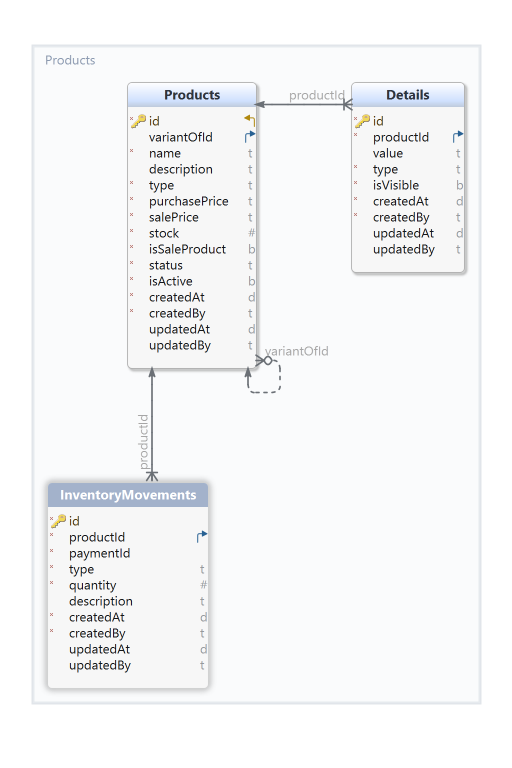 Products
Products
id
variantOfId
name t
description t
type t
purchasePrice t
salePrice t
stock #
isSaleProduct b
status t
isActive b
createdAt d
createdBy t
updatedAt d
updatedBy t
productId
Details
id
productId
value t
type t
isVisible b
createdAt d
createdBy t
updatedAt d
updatedBy t
variantOfId
productId
InventoryMovements
id
productId
paymentId
type t
quantity #
description t
createdAt d
createdBy t
updatedAt d
updatedBy t